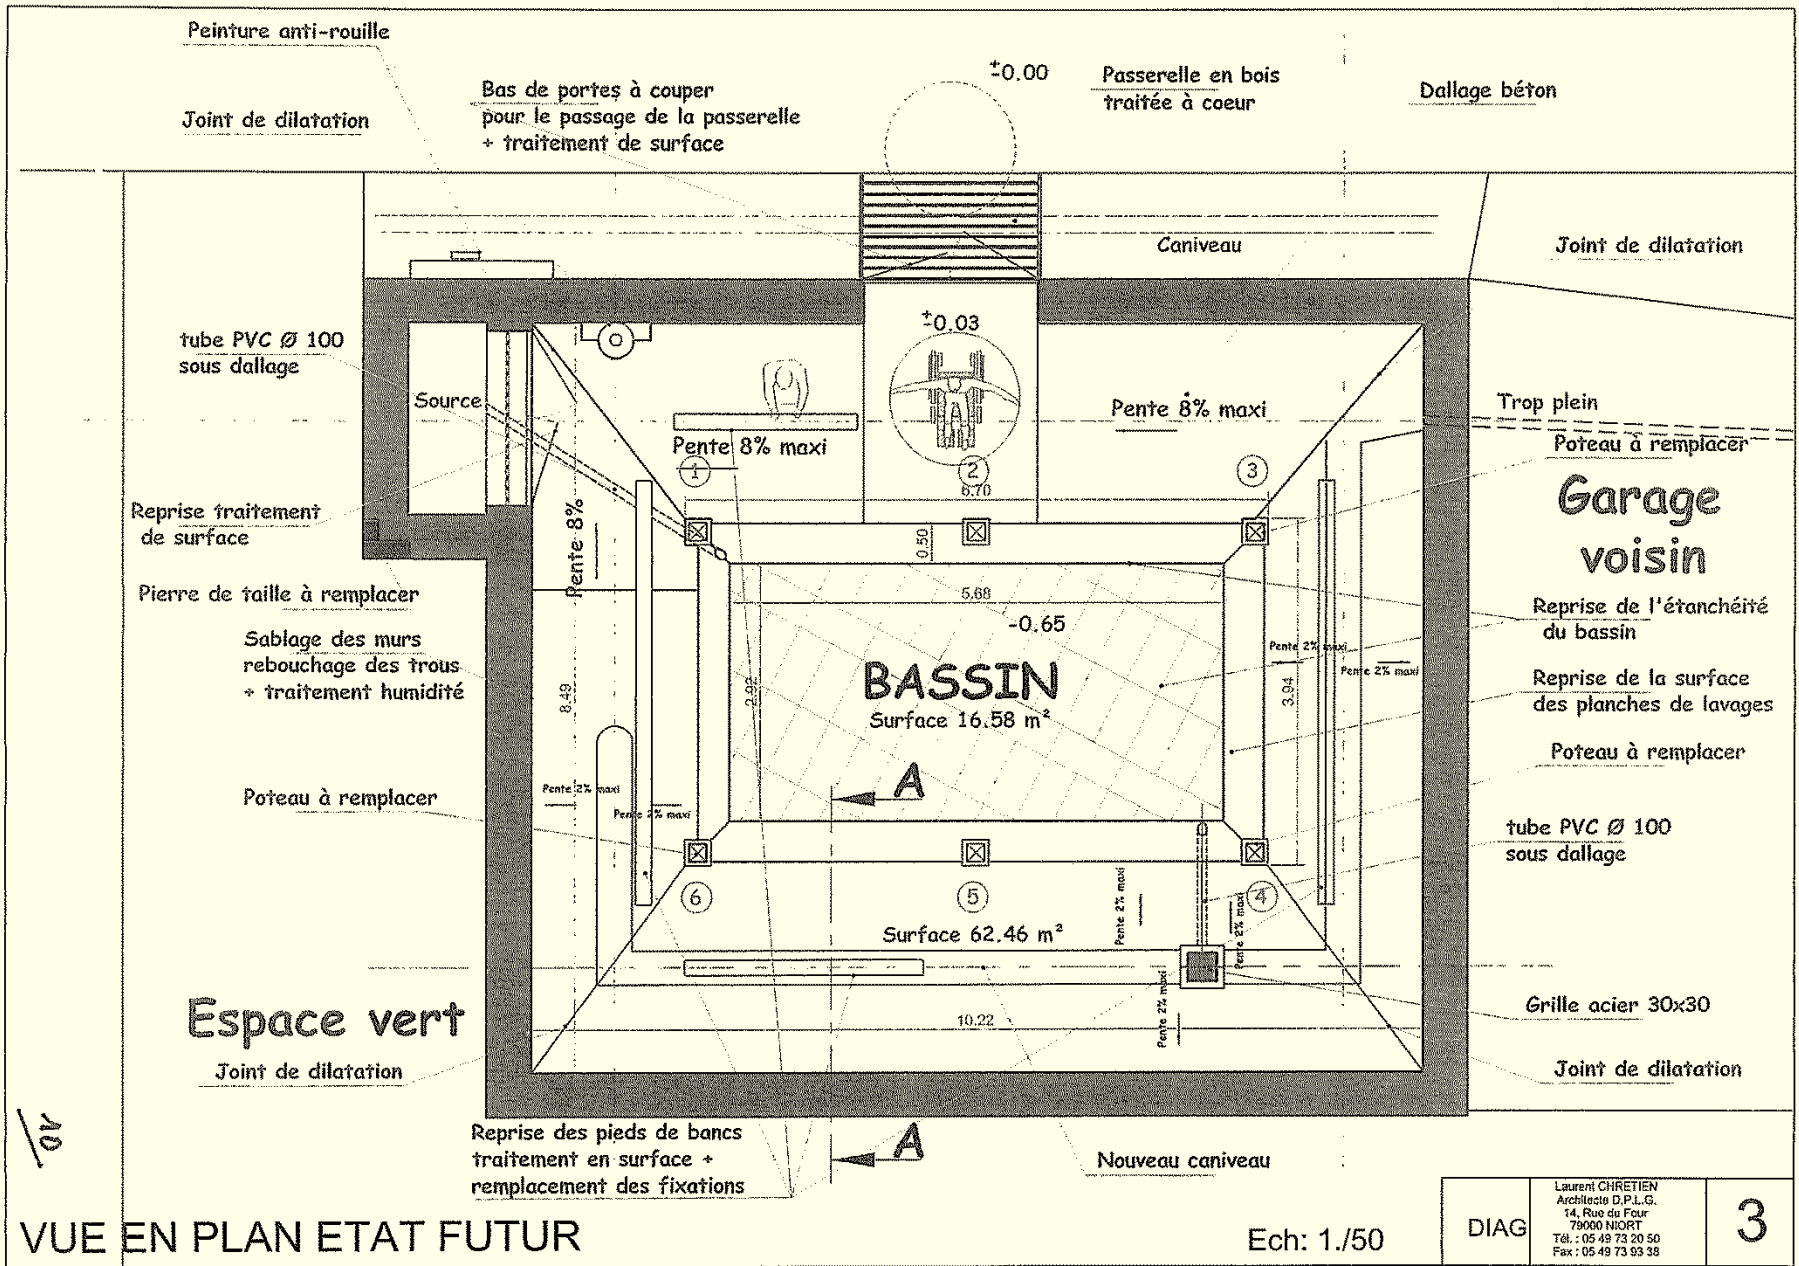 Peinture anti-rouille
Joint de dilatation
Bas de portes à couper
pour le passage de la passerelle
+ traitement de surface
±0.00
Passerelle en bois
traitée à coeur
Dallage béton
Caniveau
Joint de dilatation
tube PVC Ø 100
sous dallage
Source
±0.03
Pente 8% maxi
Pente 8% maxi
Trop plein
Poteau à remplacer
1
2
3
6.70
Garage
voisin
Reprise traitement
de surface
Pente 8%
0.50
Pierre de taille à remplacer
5.68
-0.65
Reprise de l'étanchéité
du bassin
Sablage des murs
rebouchage des trous
+ traitement humidité
8.49
2.92
BASSIN
Surface 16.58 m²
3.94
Pente 2% maxi
Pente 2% maxi
Reprise de la surface
des planches de lavages
Poteau à remplacer
A
Poteau à remplacer
Pente 2% maxi
Pente 2% maxi
tube PVC Ø 100
sous dallage
6
5
4
Surface 62.46 m²
Pente 2% maxi
Pente 2% maxi
Pente 2% maxi
Espace vert
10.22
Grille acier 30x30
Joint de dilatation
Joint de dilatation
Reprise des pieds de bancs
traitement en surface +
remplacement des fixations
A
Nouveau caniveau
VUE EN PLAN ETAT FUTUR
Ech: 1./50
DIAG
Laurent CHRETIEN
Architecte D.P.L.G.
14, Rue du Four
79000 NIORT
Tél. : 05 49 73 20 50
Fax : 05 49 73 93 38
3